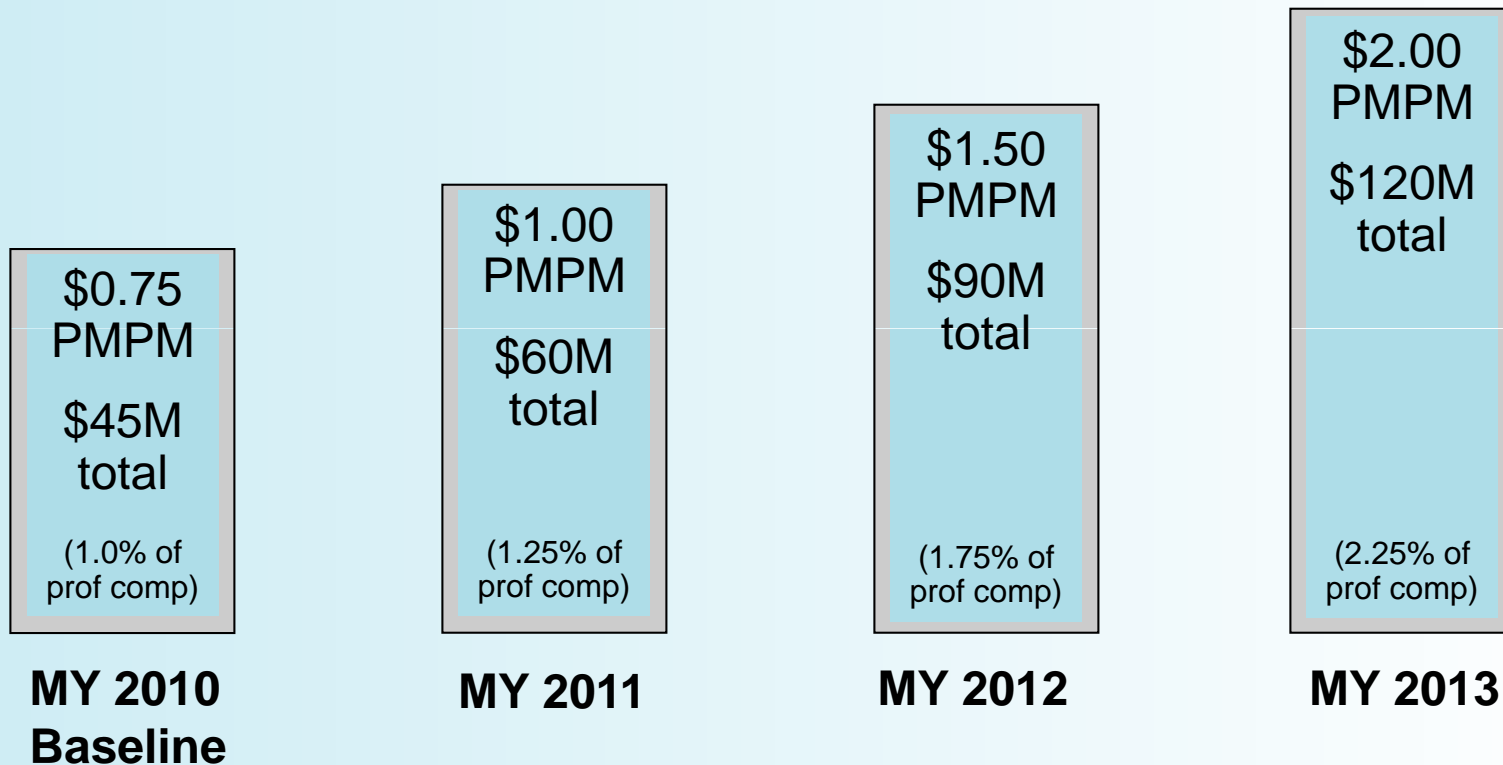 $0.75
PMPM
$45M
total
(1.0% of
prof comp)
MY 2010
Baseline
$1.00
PMPM
$60M
total
(1.25% of
prof comp)
MY 2011
$1.50
PMPM
$90M
total
(1.75% of
prof comp)
MY 2012
$2.00
PMPM
$120M
total
(2.25% of
prof comp)
MY 2013